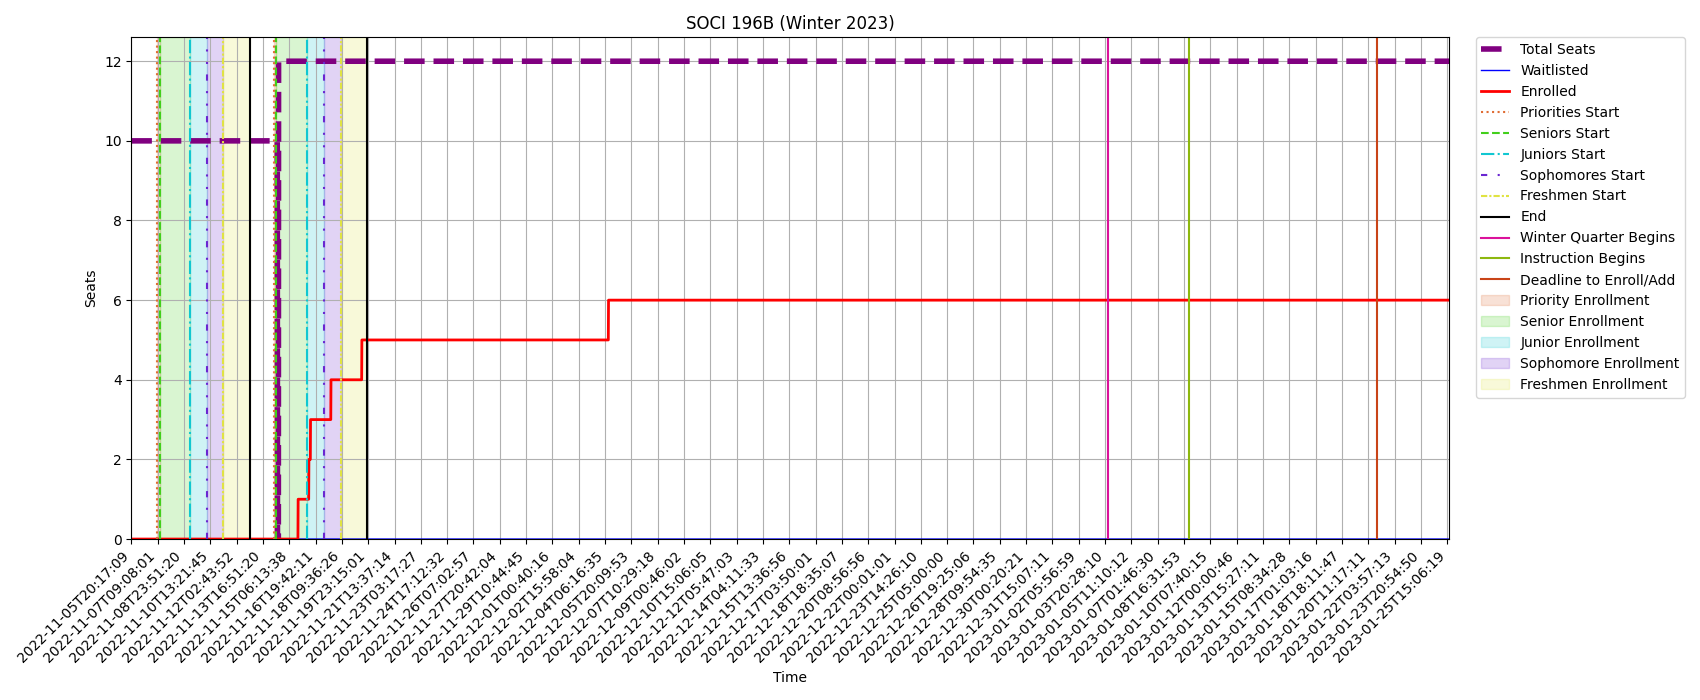 SOCI 196B (Winter 2023)
12
10
8
6
4
2
0
Seats
2022-11-05T20:17:09
2022-11-07T09:08:01
2022-11-08T23:51:20
2022-11-10T13:21:45
2022-11-12T02:43:52
2022-11-13T16:51:20
2022-11-15T06:13:38
2022-11-16T19:42:11
2022-11-18T09:36:26
2022-11-19T23:15:01
2022-11-21T13:37:14
2022-11-23T03:17:27
2022-11-24T17:12:32
2022-11-26T07:02:57
2022-11-27T20:42:04
2022-11-29T10:44:45
2022-12-01T00:40:16
2022-12-02T15:58:04
2022-12-04T06:16:35
2022-12-05T20:09:53
2022-12-07T10:29:18
2022-12-09T00:46:02
2022-12-10T15:06:05
2022-12-12T05:47:03
2022-12-14T04:11:33
2022-12-15T13:36:56
2022-12-17T03:50:01
2022-12-18T18:35:07
2022-12-20T08:56:56
2022-12-22T00:01:01
2022-12-23T14:26:10
2022-12-25T05:00:00
2022-12-26T19:25:06
2022-12-28T09:54:35
2022-12-30T00:20:21
2022-12-31T15:07:11
2023-01-02T05:56:59
2023-01-03T20:28:10
2023-01-05T11:10:12
2023-01-07T01:46:30
2023-01-08T16:31:53
2023-01-10T07:40:15
2023-01-12T00:00:46
2023-01-13T15:27:11
2023-01-15T08:34:28
2023-01-17T01:03:16
2023-01-18T18:11:47
2023-01-20T11:17:11
2023-01-22T03:57:13
2023-01-23T20:54:50
2023-01-25T15:06:19
Time
Total Seats
Waitlisted
Enrolled
Priorities Start
Seniors Start
Juniors Start
Sophomores Start
Freshmen Start
End
Winter Quarter Begins
Instruction Begins
Deadline to Enroll/Add
Priority Enrollment
Senior Enrollment
Junior Enrollment
Sophomore Enrollment
Freshmen Enrollment